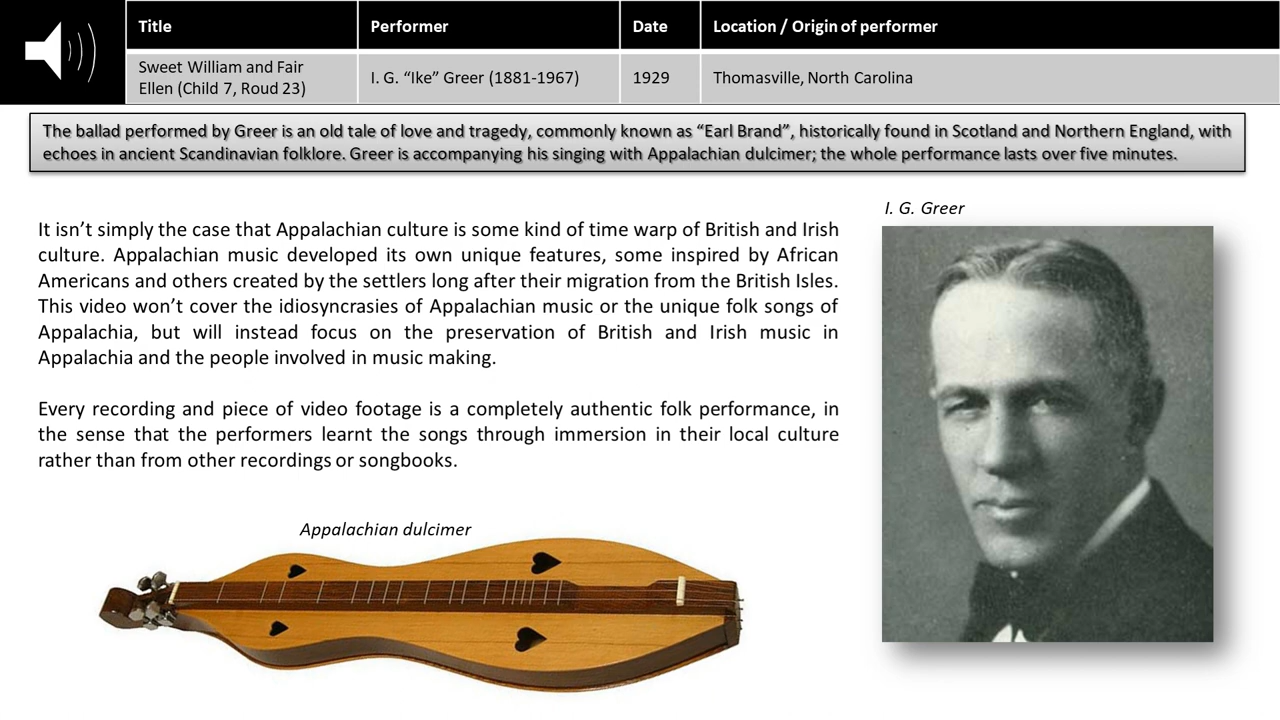 Title
Performer
Date
Location / Origin of performer
Sweet William and Fair
Ellen (Child 7, Roud 23)
I. G. “Ike” Greer (1881-1967)
1929
Thomasville, North Carolina
The ballad performed by Greer is an old tale of love and tragedy, commonly known as “Earl Brand”, historically found in Scotland and Northern England, with
echoes in ancient Scandinavian folklore. Greer is accompanying his singing with Appalachian dulcimer; the whole performance lasts over five minutes.
It isn’t simply the case that Appalachian culture is some kind of time warp of British and Irish
culture. Appalachian music developed its own unique features, some inspired by African
Americans and others created by the settlers long after their migration from the British Isles.
This video won’t cover the idiosyncrasies of Appalachian music or the unique folk songs of
Appalachia, but will instead focus on the preservation of British and Irish music in
Appalachia and the people involved in music making.
Every recording and piece of video footage is a completely authentic folk performance, in
the sense that the performers learnt the songs through immersion in their local culture
rather than from other recordings or songbooks.
I. G. Greer
Appalachian dulcimer